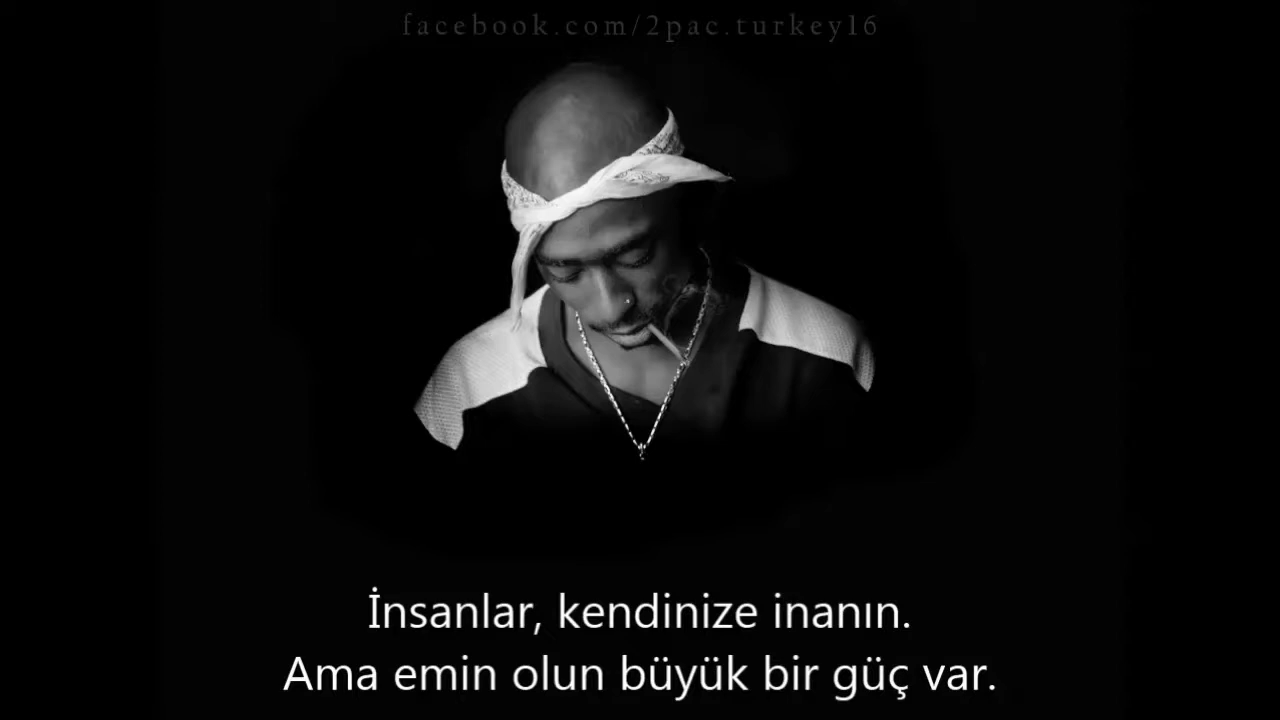 facebook.com/2pac.turkey16
İnsanlar, kendinize inanın.
Ama emin olun büyük bir güç var.